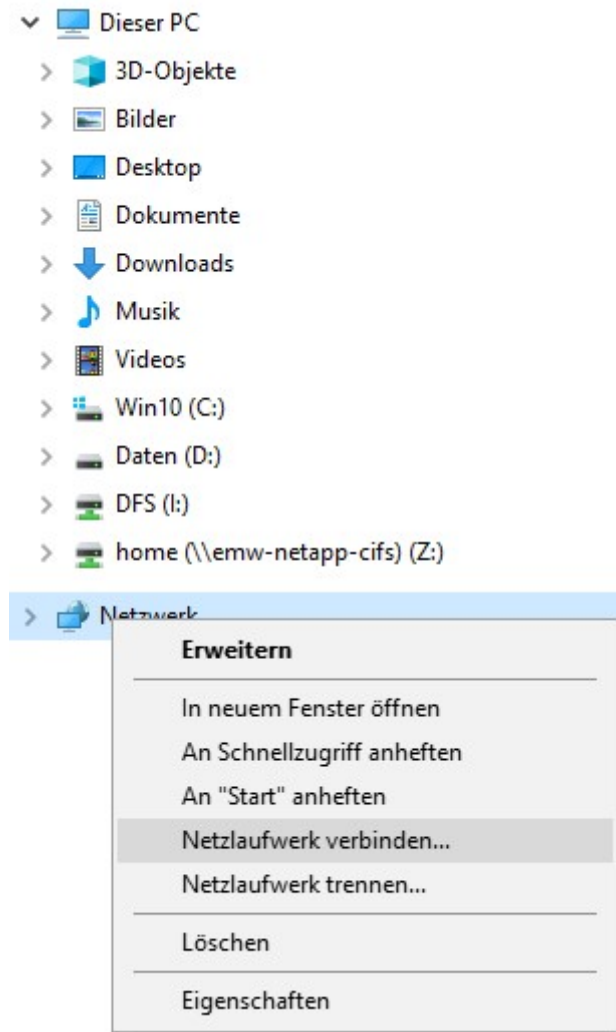 Dieser PC
3D-Objekte
Bilder
Desktop
Dokumente
Downloads
Musik
Videos
Win10 (C:)
Daten (D:)
DFS (I:)
home (\\emw-netapp-cifs) (Z:)
Netzwerk
Erweitern
In neuem Fenster öffnen
An Schnellzugriff anheften
An "Start" anheften
Netzlaufwerk verbinden...
Netzlaufwerk trennen...
Löschen
Eigenschaften